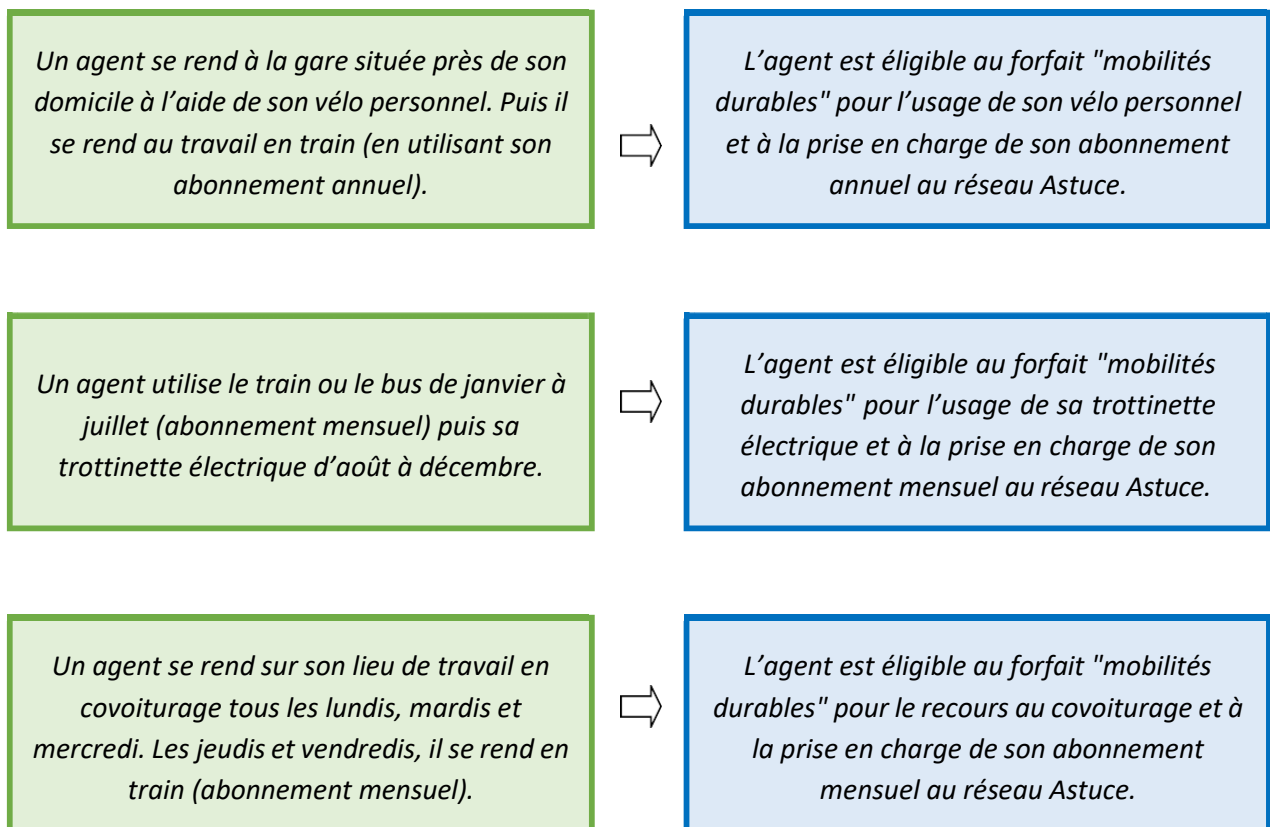 Un agent se rend à la gare située près de son
domicile à l’aide de son vélo personnel. Puis il
se rend au travail en train (en utilisant son
abonnement annuel).
L’agent est éligible au forfait "mobilités
durables" pour l’usage de son vélo personnel
et à la prise en charge de son abonnement
annuel au réseau Astuce.
Un agent utilise le train ou le bus de janvier à
juillet (abonnement mensuel) puis sa
trottinette électrique d’août à décembre.
L’agent est éligible au forfait "mobilités
durables" pour l’usage de sa trottinette
électrique et à la prise en charge de son
abonnement mensuel au réseau Astuce.
Un agent se rend sur son lieu de travail en
covoiturage tous les lundis, mardis et
mercredi. Les jeudis et vendredis, il se rend en
train (abonnement mensuel).
L’agent est éligible au forfait "mobilités
durables" pour le recours au covoiturage et à
la prise en charge de son abonnement
mensuel au réseau Astuce.